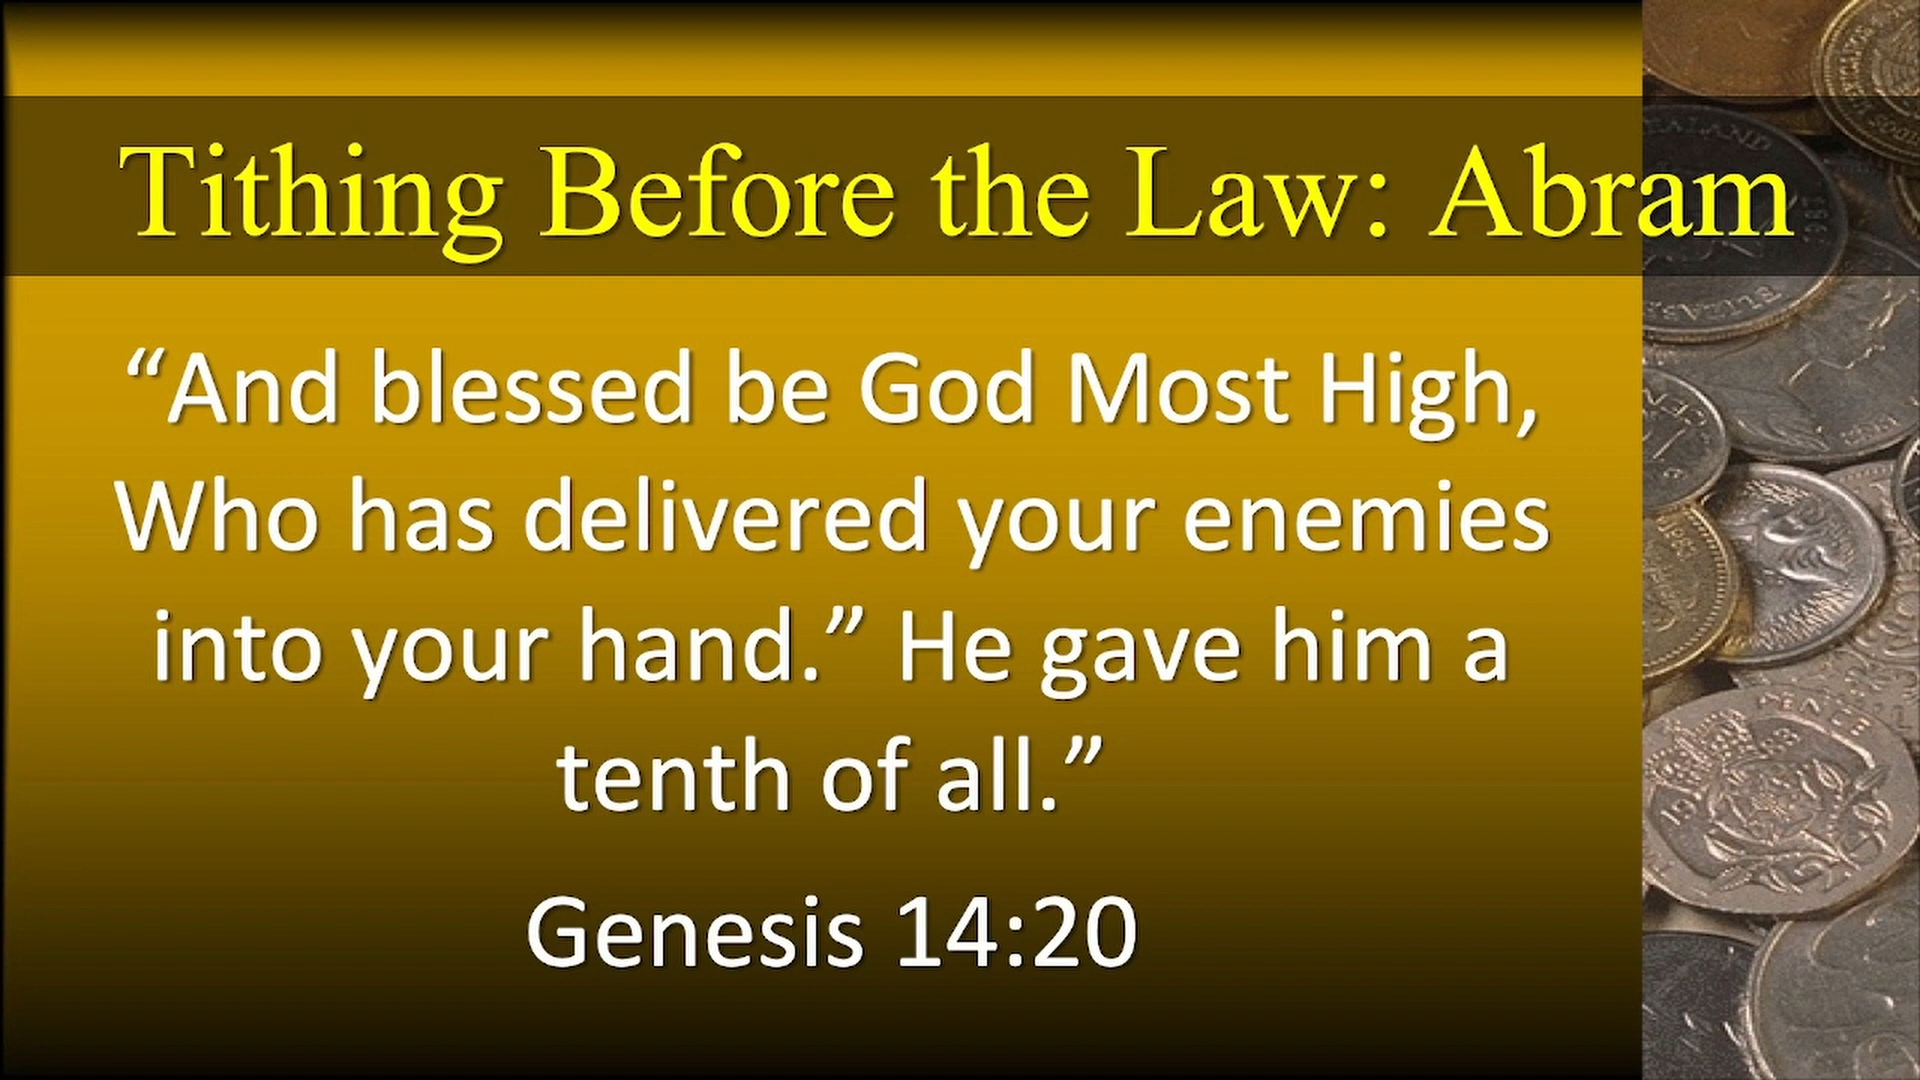 Tithing Before the Law: Abram
“And blessed be God Most High,
Who has delivered your enemies
into your hand.” He gave him a
tenth of all.”
Genesis 14:20